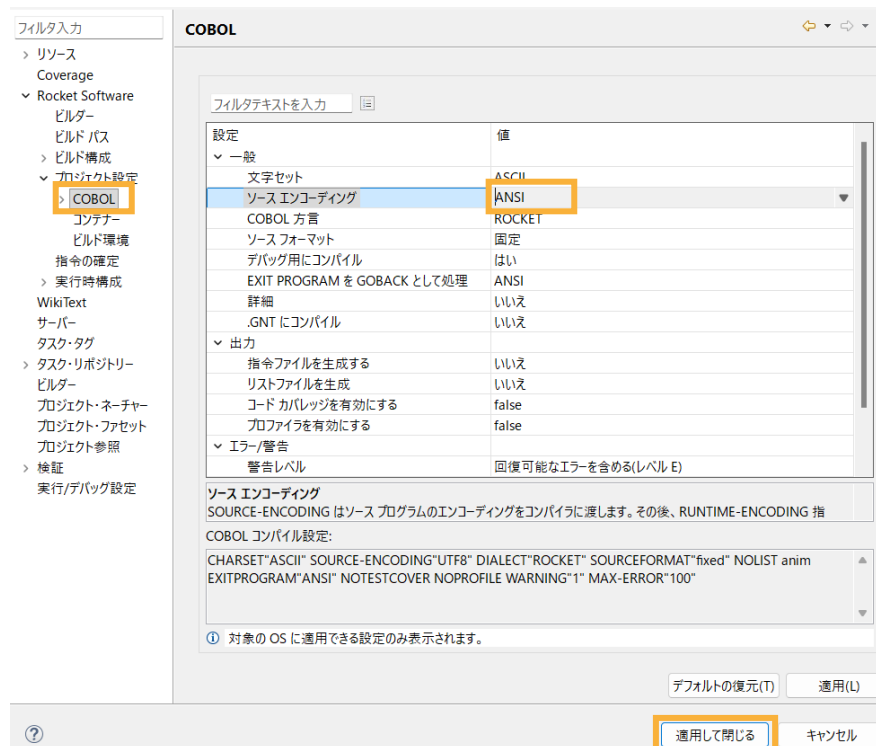 フィルタ入力
リソース
Coverage
Rocket Software
ビルダー
ビルド パス
ビルド構成
プロジェクト設定
COBOL
コンテナー
ビルド環境
指令の確定
実行時構成
WikiText
サーバー
タスク・タグ
タスク・リポジトリー
ビルダー
プロジェクト・ネーチャー
プロジェクト・ファセット
プロジェクト参照
検証
実行/デバッグ設定
COBOL
フィルタテキストを入力
設定 値
一般
文字セット ASCII
ソース エンコーディング ANSI
COBOL 方言 ROCKET
ソース フォーマット 固定
デバッグ用にコンパイル はい
EXIT PROGRAM を GOBACK として処理 ANSI
詳細 いいえ
.GNT にコンパイル いいえ
出力
指令ファイルを生成する いいえ
リストファイルを生成 いいえ
コード カバレッジを有効にする false
プロファイラを有効にする false
エラー/警告
警告レベル 回復可能なエラーを含める(レベル E)
ソース エンコーディング
SOURCE-ENCODING はソース プログラムのエンコーディングをコンパイラに渡します。その後、RUNTIME-ENCODING 指
COBOL コンパイル設定:
CHARSET"ASCII" SOURCE-ENCODING"UTF8" DIALECT"ROCKET" SOURCEFORMAT"fixed" NOLIST anim
EXITPROGRAM"ANSI" NOTESTCOVER NOPROFILE WARNING"1" MAX-ERROR"100"
対象の OS に適用できる設定のみ表示されます。
デフォルトの復元(T) 適用(L)
適用して閉じる キャンセル